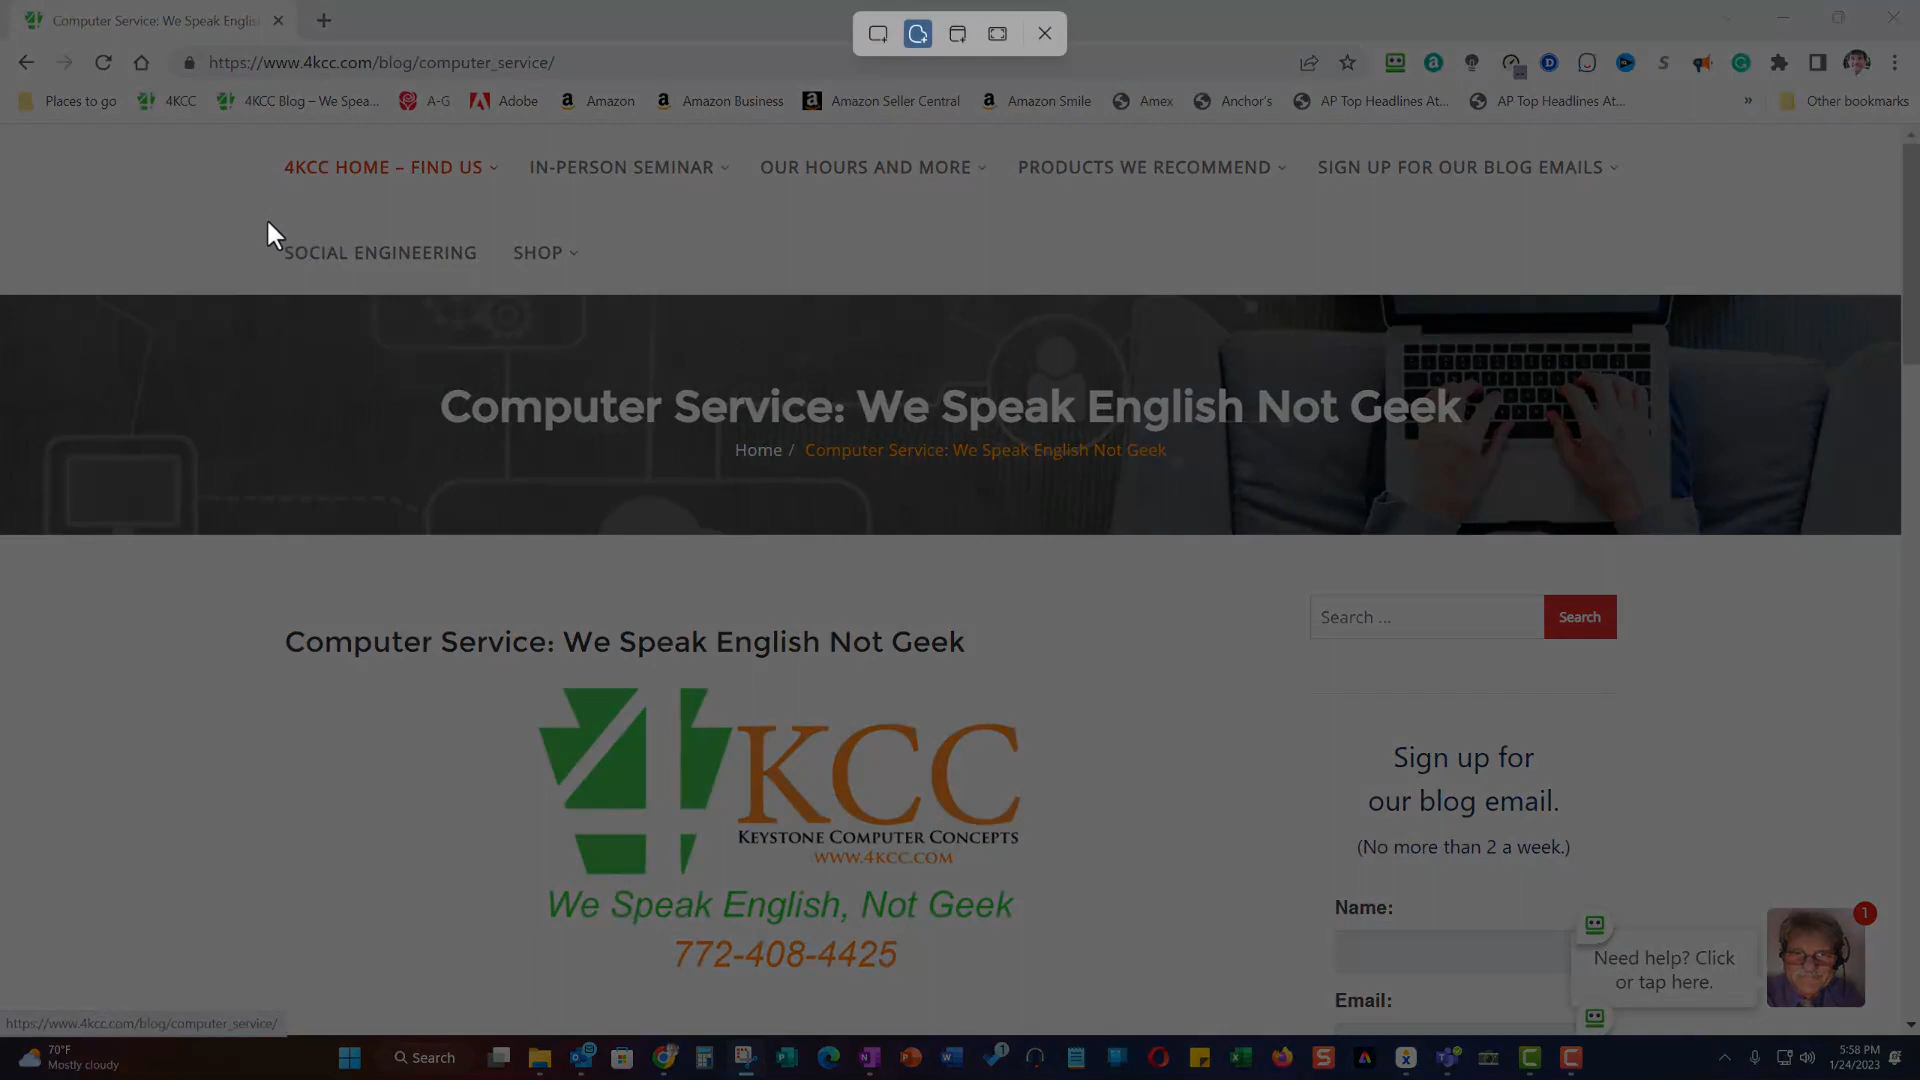 Computer Service: We Speak Englis
https://www.4kcc.com/blog/computer_service/
Places to go
4KCC
4KCC Blog – We Spea...
A-G
Adobe
Amazon
Amazon Business
Amazon Seller Central
Amazon Smile
Amex
Anchor's
AP Top Headlines At...
AP Top Headlines At...
»
Other bookmarks
4KCC HOME – FIND US
IN-PERSON SEMINAR
OUR HOURS AND MORE
PRODUCTS WE RECOMMEND
SIGN UP FOR OUR BLOG EMAILS
SOCIAL ENGINEERING
SHOP
Computer Service: We Speak English Not Geek
Home / Computer Service: We Speak English Not Geek
Computer Service: We Speak English Not Geek
Search ...
Search
4KCC
KEYSTONE COMPUTER CONCEPTS
WWW.4KCC.COM
We Speak English, Not Geek
772-408-4425
Sign up for
our blog email.
(No more than 2 a week.)
Name:
Email:
1
Need help? Click
or tap here.
https://www.4kcc.com/blog/computer_service/
70°F
Mostly cloudy
Search
5:58 PM
1/24/2023